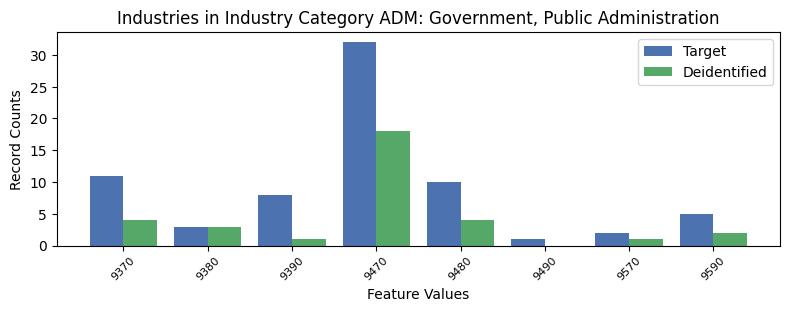 Industries in Industry Category ADM: Government, Public Administration
Target
Deidentified
Record Counts
30
25
20
15
10
5
0
9370 9380 9390 9470 9480 9490 9570 9590
Feature Values